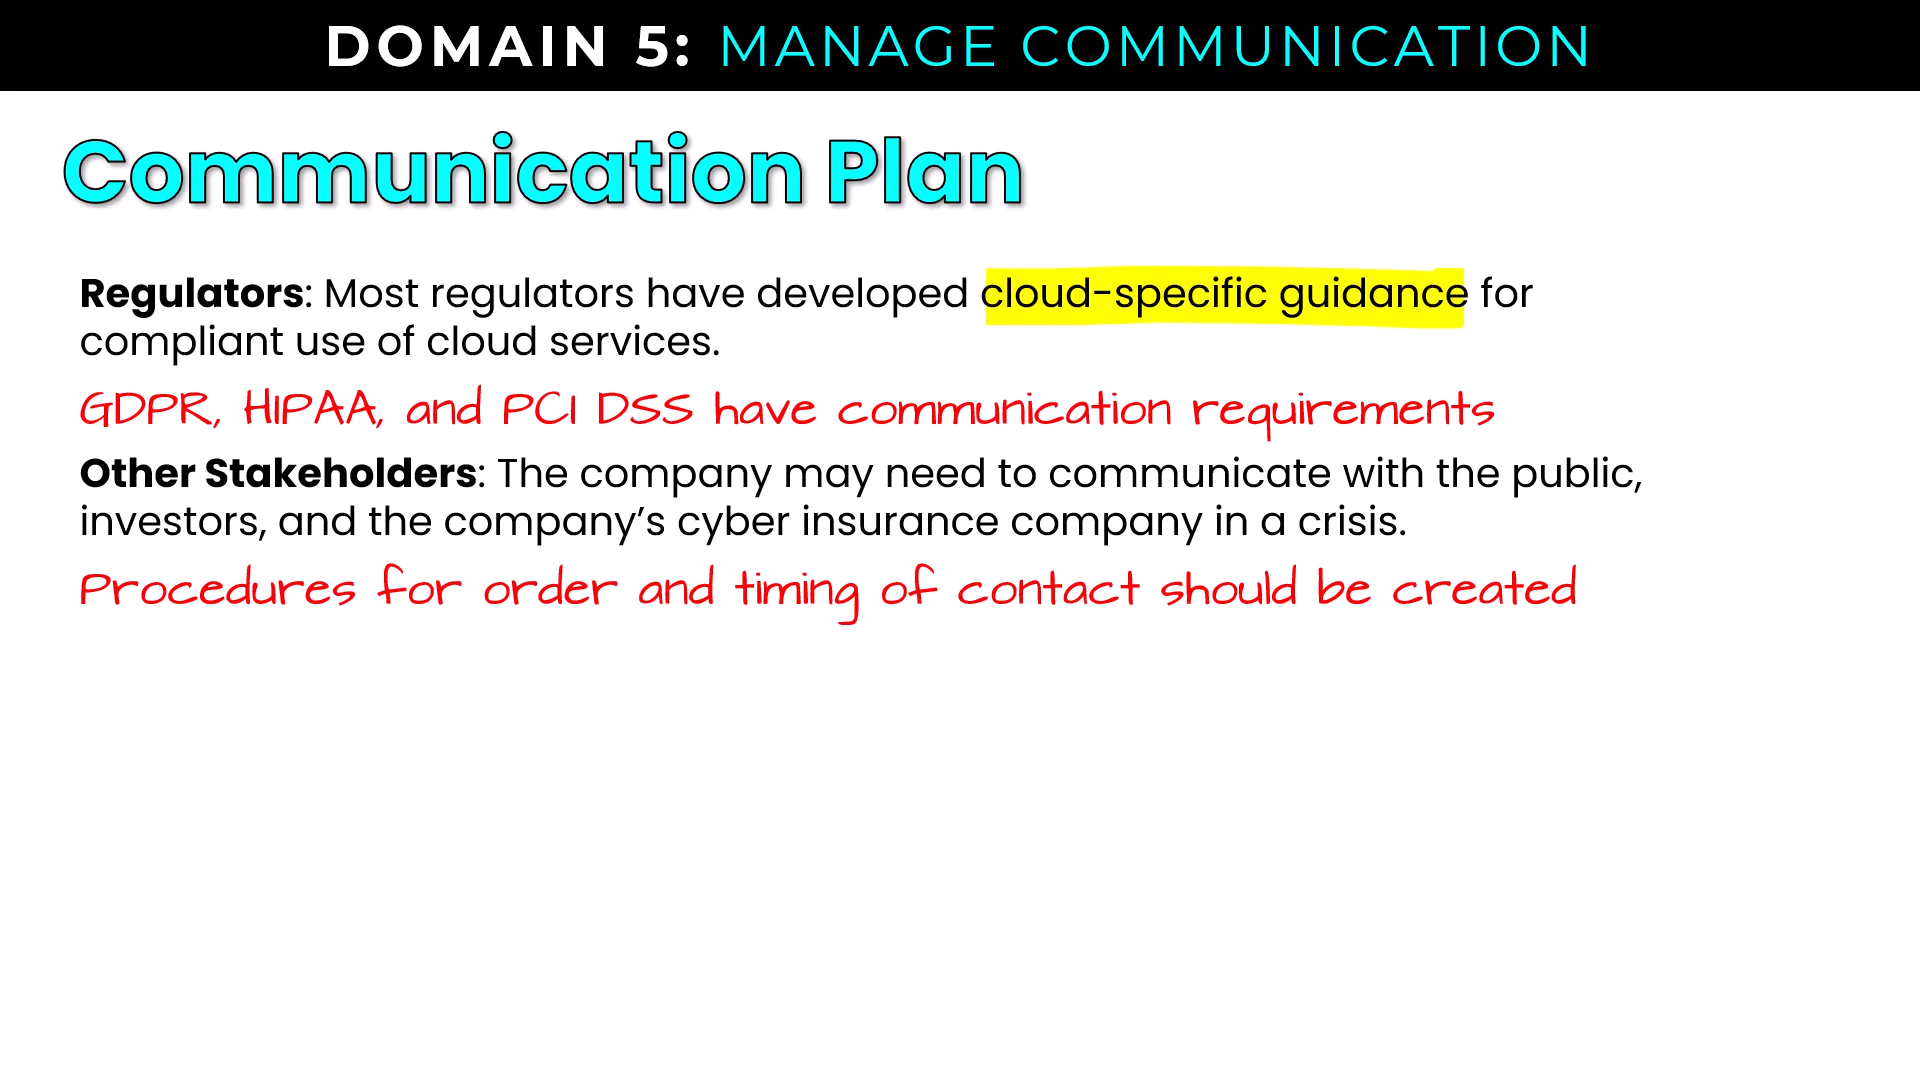 DOMAIN 5: MANAGE COMMUNICATION
Communication Plan
Regulators: Most regulators have developed cloud-specific guidance for
compliant use of cloud services.
GDPR, HIPAA, and PCI DSS have communication requirements
Other Stakeholders: The company may need to communicate with the public,
investors, and the company’s cyber insurance company in a crisis.
Procedures for order and timing of contact should be created